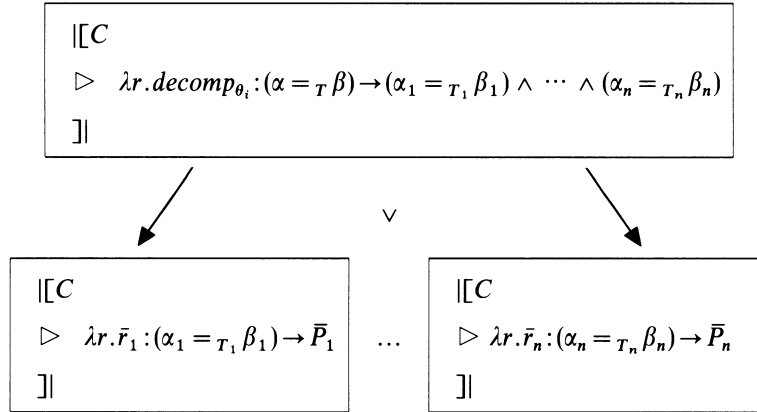 |[C
▷ λr.decomp_{θ_i}:(α =_T β) → (α_1 =_{T_1} β_1) ∧ ⋯ ∧ (α_n =_{T_n} β_n)
]|
∨
|[C
▷ λr.r̄_1:(α_1 =_{T_1} β_1) → P̄_1
]|
...
|[C
▷ λr.r̄_n:(α_n =_{T_n} β_n) → P̄_n
]|